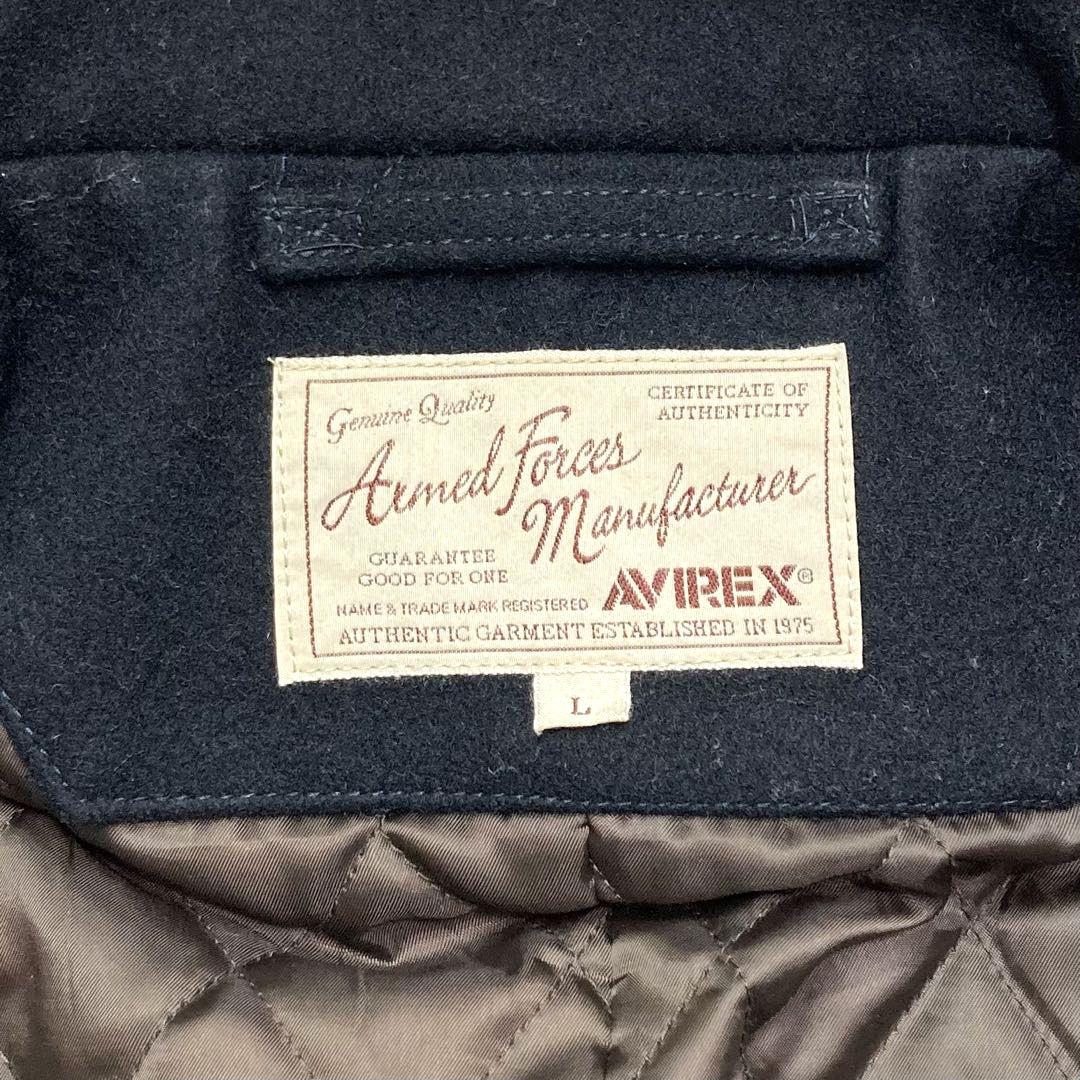 Genuine Quality
CERTIFICATE OF
AUTHENTICITY
Armed Forces
Manufacturer
GUARANTEE
GOOD FOR ONE
NAME & TRADE MARK REGISTERED
AVIREX®
AUTHENTIC GARMENT ESTABLISHED IN 1975
L